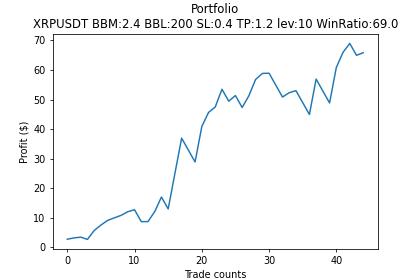 Portfolio
XRPUSDT BBM:2.4 BBL:200 SL:0.4 TP:1.2 lev:10 WinRatio:69.0
70
60
50
40
30
20
10
0
Profit ($)
0 10 20 30 40
Trade counts